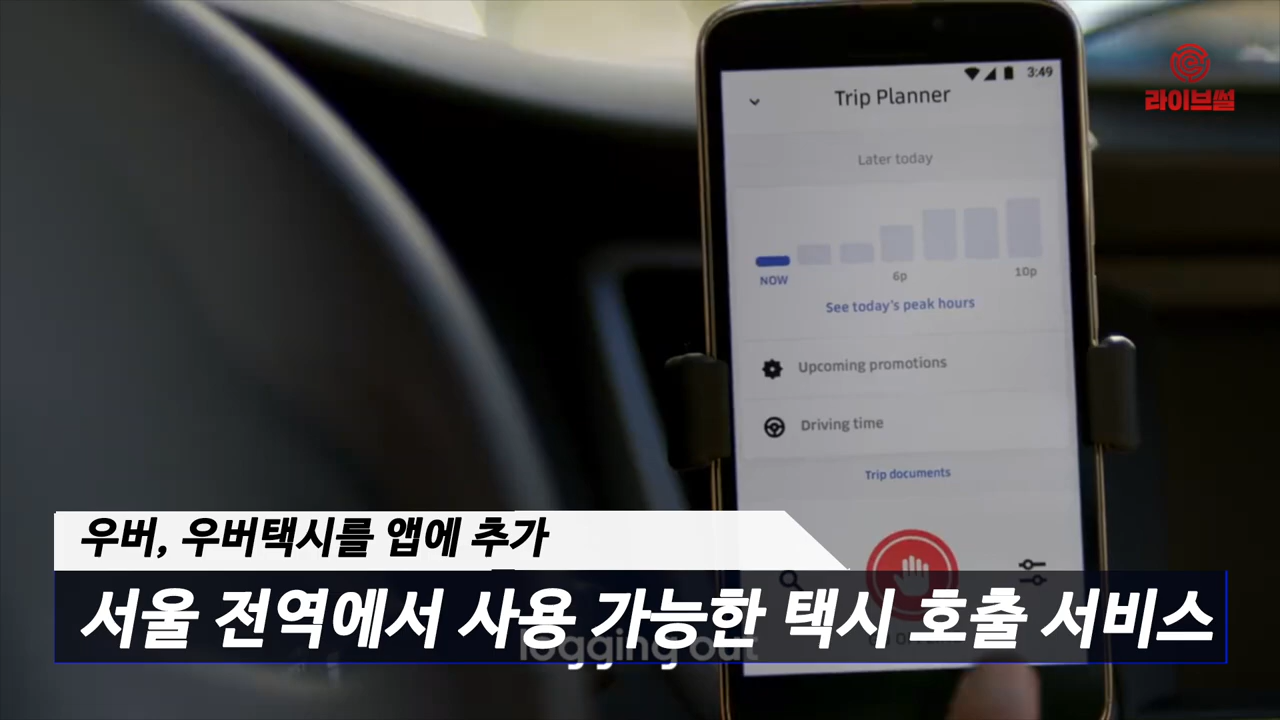 3:49
라이브썰
Trip Planner
Later today
NOW
6p
10p
See today's peak hours
Upcoming promotions
Driving time
Trip documents
우버, 우버택시를 앱에 추가
서울 전역에서 사용 가능한 택시 호출 서비스
logging out